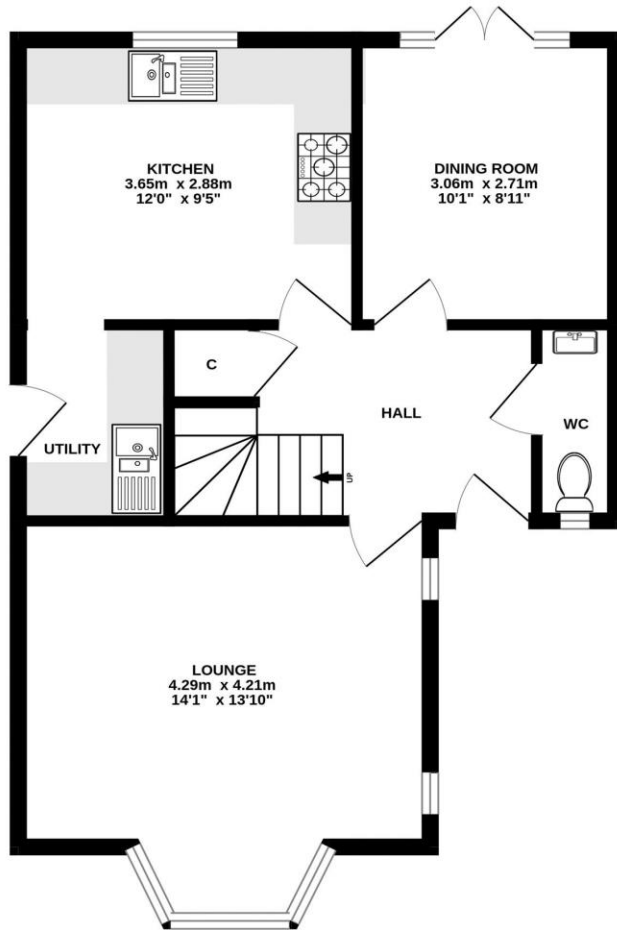 KITCHEN
3.65m x 2.88m
12'0" x 9'5"
DINING ROOM
3.06m x 2.71m
10'1" x 8'11"
C
HALL
WC
UTILITY
UP
LOUNGE
4.29m x 4.21m
14'1" x 13'10"